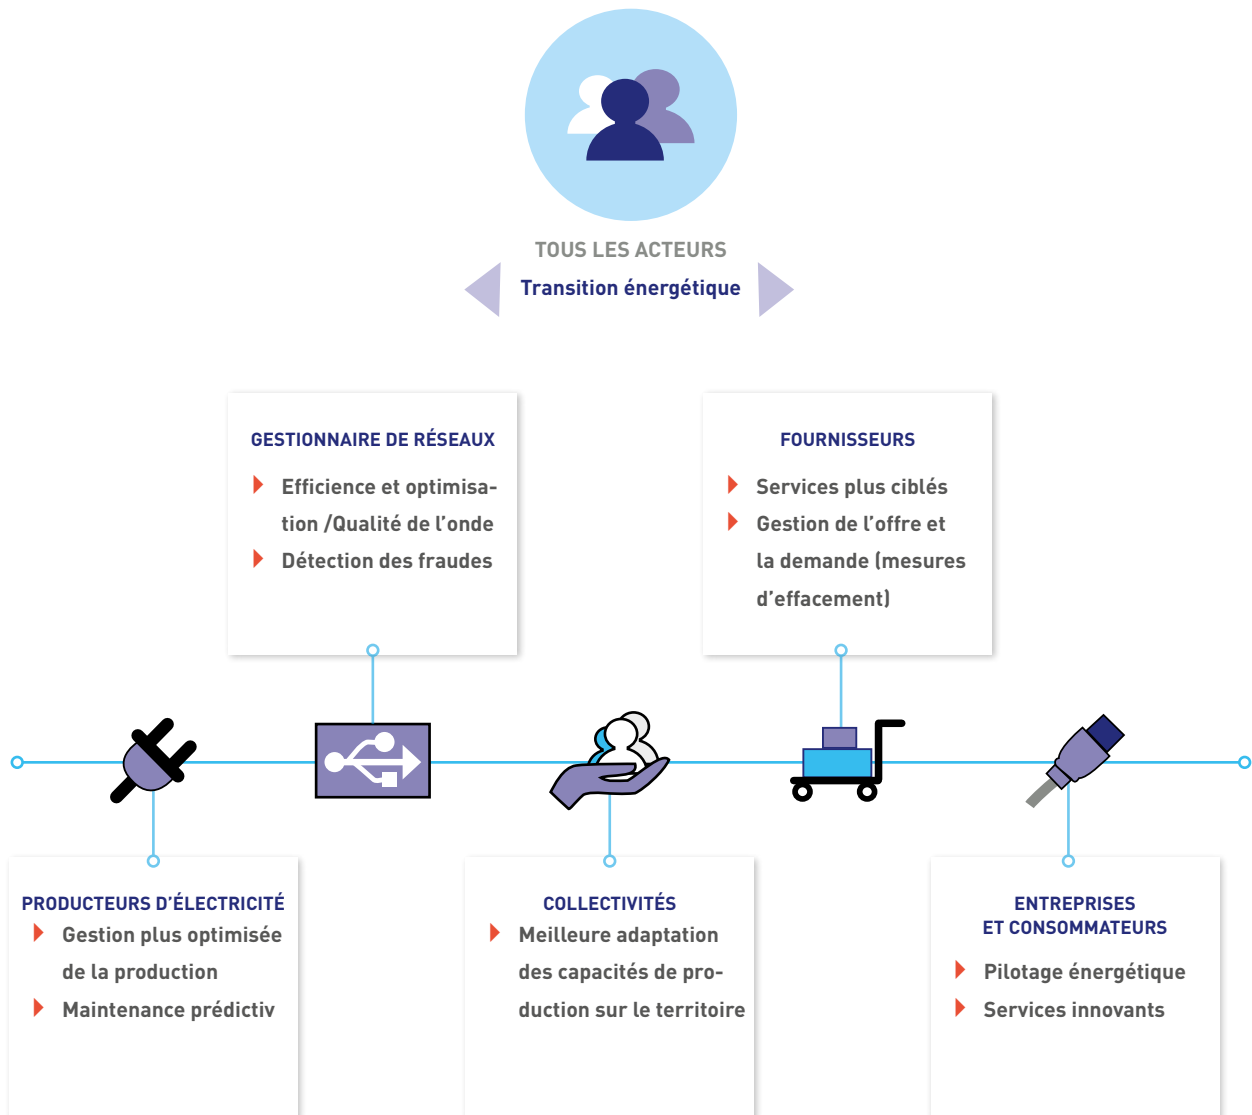 TOUS LES ACTEURS
Transition énergétique
GESTIONNAIRE DE RÉSEAUX
Efficience et optimisa-
tion /Qualité de l’onde
Détection des fraudes
FOURNISSEURS
Services plus ciblés
Gestion de l’offre et
la demande (mesures
d’effacement)
PRODUCTEURS D’ÉLECTRICITÉ
Gestion plus optimisée
de la production
Maintenance prédictiv
COLLECTIVITÉS
Meilleure adaptation
des capacités de pro-
duction sur le territoire
ENTREPRISES
ET CONSOMMATEURS
Pilotage énergétique
Services innovants